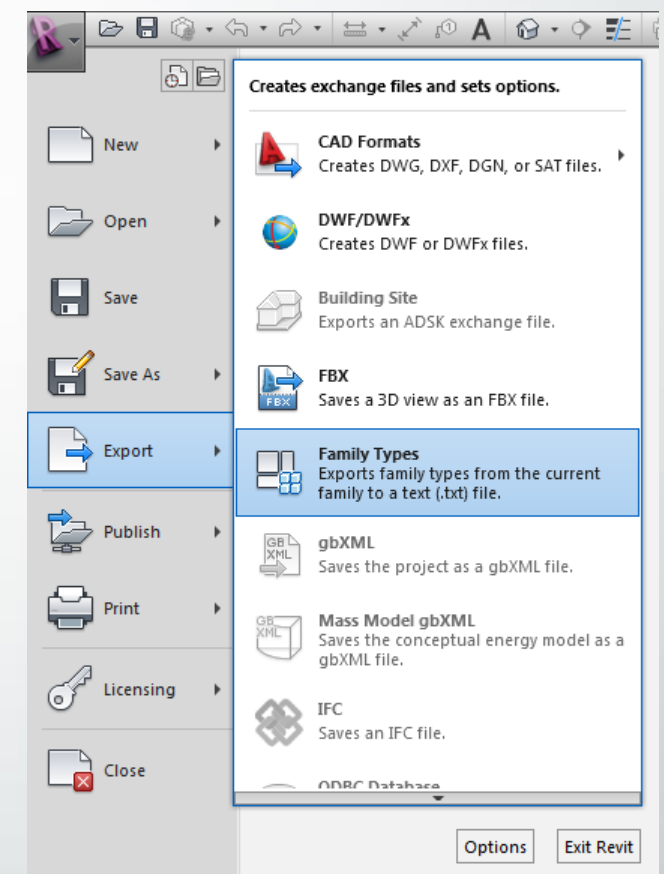 R
A
Creates exchange files and sets options.
New
CAD Formats
Creates DWG, DXF, DGN, or SAT files.
Open
DWF/DWFx
Creates DWF or DWFx files.
Save
Building Site
Exports an ADSK exchange file.
Save As
FBX
FBX
Saves a 3D view as an FBX file.
Export
Family Types
Exports family types from the current
family to a text (.txt) file.
Publish
GB
XML
gbXML
Saves the project as a gbXML file.
Print
GB
XML
Mass Model gbXML
Saves the conceptual energy model as a
gbXML file.
Licensing
IFC
Saves an IFC file.
Close
ODBC Database
Options
Exit Revit